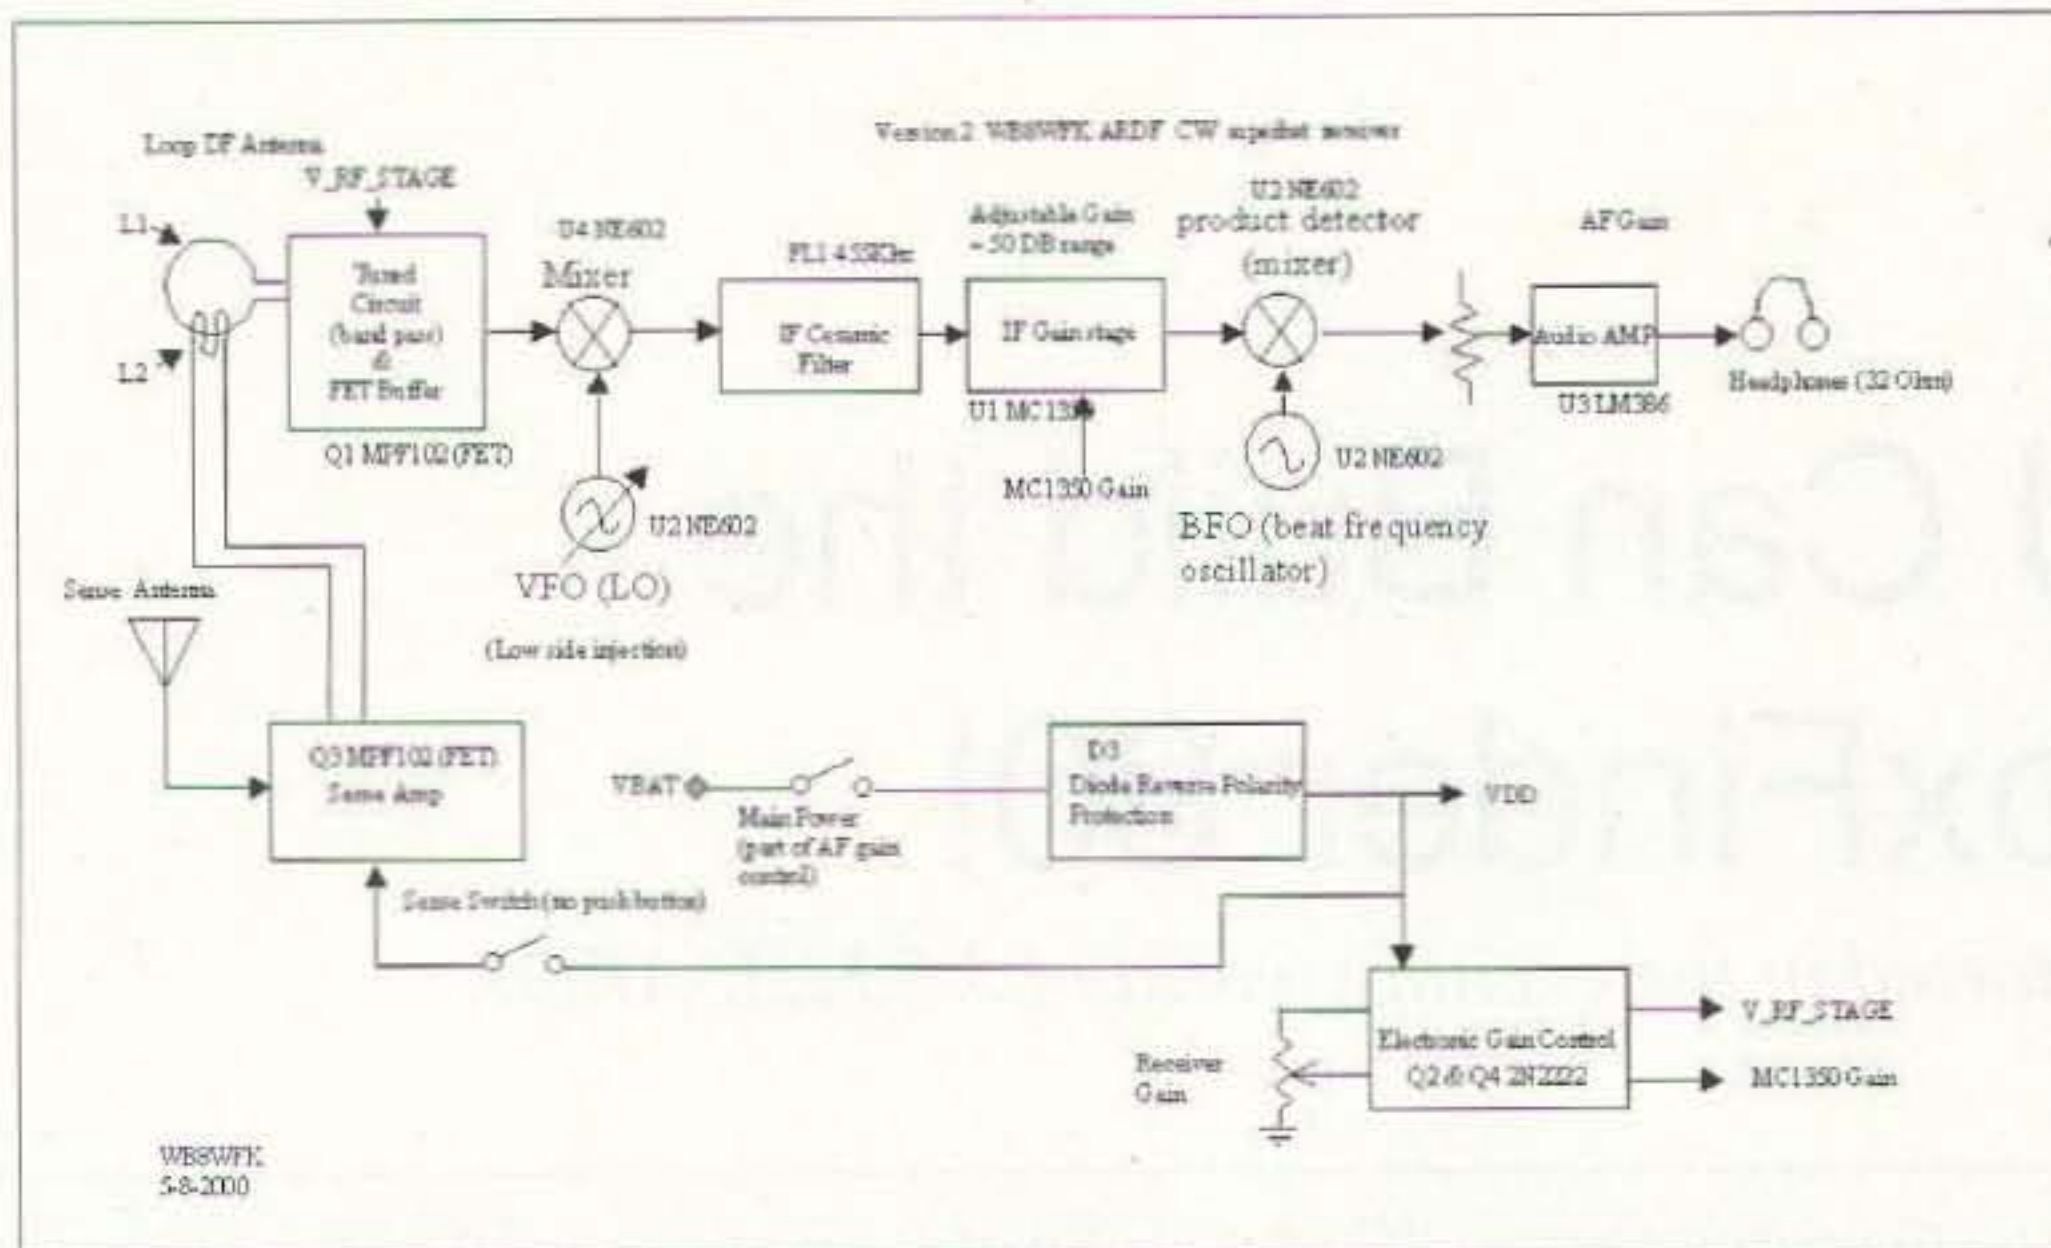 Version 2 WB8WFK ARDF CW superhet receiver
Loop DF Antenna
V_RF_STAGE
L1
L2
Tuned
Circuit
(band pass)
&
FET Buffer
Q1 MPF102 (FET)
U4 NE602
Mixer
U2 NE602
VFO (LO)
(Low side injection)
FL1 455Khz
IF Ceramic
Filter
Adjustable Gain
~ 50 DB range
IF Gain stage
U1 MC1350
MC1350 Gain
U2 NE602
product detector
(mixer)
U2 NE602
BFO (beat frequency
oscillator)
AF Gain
Audio AMP
U3 LM386
Headphones (32 Ohm)
Sense Antenna
Q3 MPF102 (FET)
Sense Amp
Sense Switch (no push button)
VBAT
Main Power
(part of AF gain
control)
D3
Diode Reverse Polarity
Protection
VDD
Receiver
Gain
Electronic Gain Control
Q2 & Q4 2N2222
V_RF_STAGE
MC1350 Gain
WB8WFK
5-8-2000